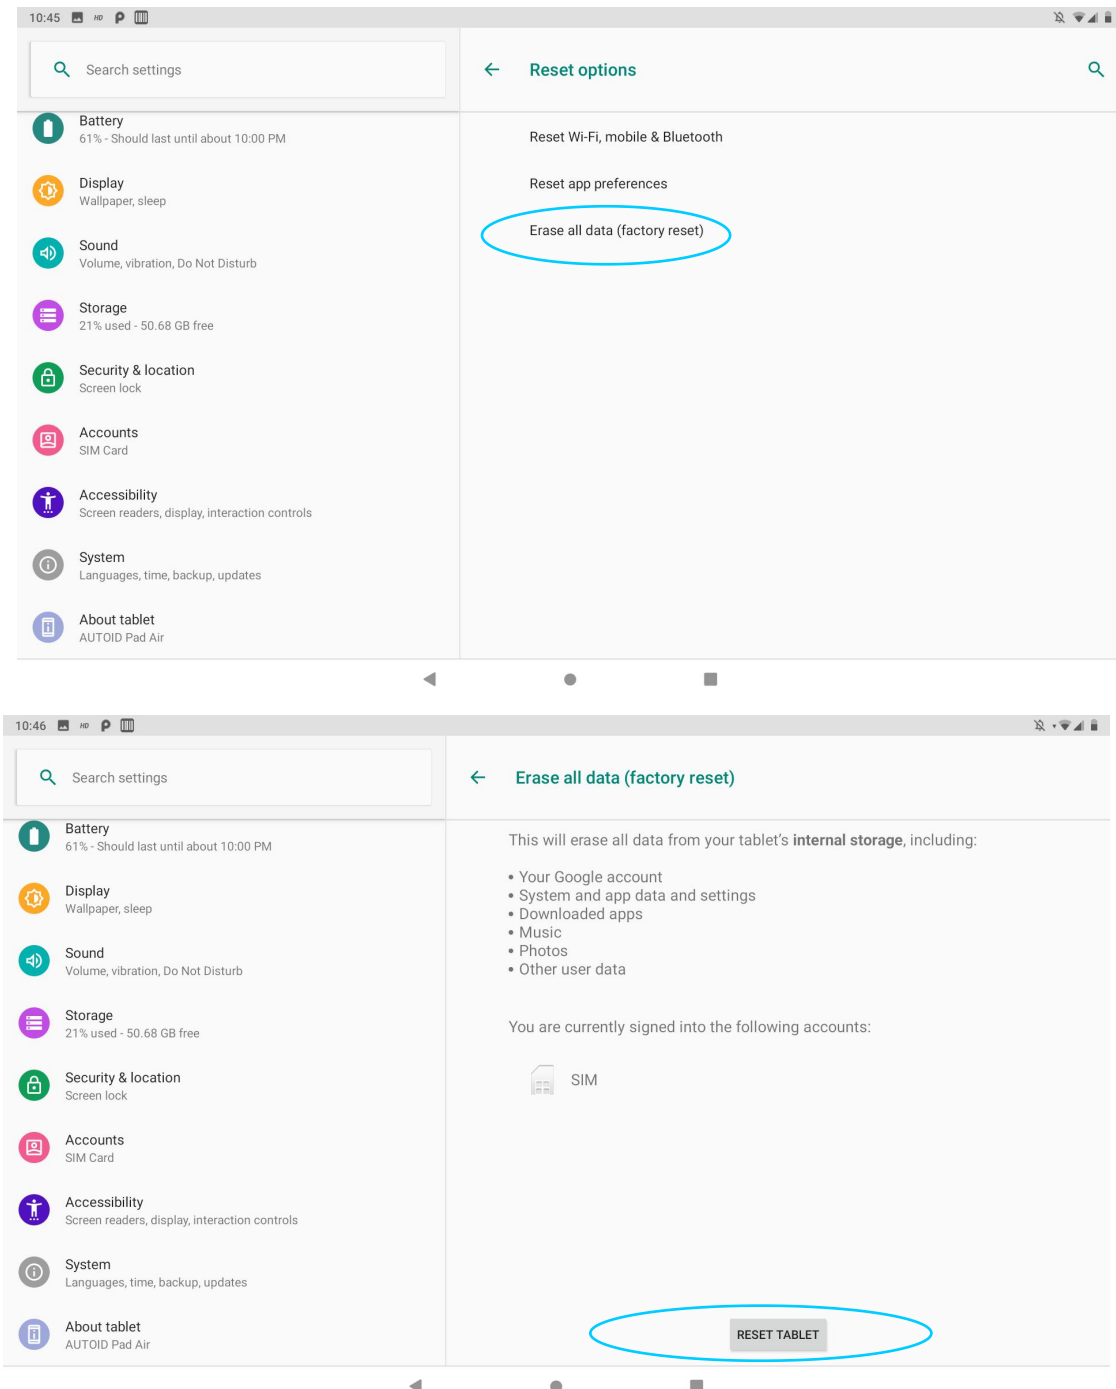 10:45 HD
Search settings
Reset options
Battery
61% - Should last until about 10:00 PM
Display
Wallpaper, sleep
Sound
Volume, vibration, Do Not Disturb
Storage
21% used - 50.68 GB free
Security & location
Screen lock
Accounts
SIM Card
Accessibility
Screen readers, display, interaction controls
System
Languages, time, backup, updates
About tablet
AUTOID Pad Air
Reset Wi-Fi, mobile & Bluetooth
Reset app preferences
Erase all data (factory reset)
10:46 HD
Search settings
Erase all data (factory reset)
Battery
61% - Should last until about 10:00 PM
Display
Wallpaper, sleep
Sound
Volume, vibration, Do Not Disturb
Storage
21% used - 50.68 GB free
Security & location
Screen lock
Accounts
SIM Card
Accessibility
Screen readers, display, interaction controls
System
Languages, time, backup, updates
About tablet
AUTOID Pad Air
This will erase all data from your tablet's internal storage, including:
• Your Google account
• System and app data and settings
• Downloaded apps
• Music
• Photos
• Other user data
You are currently signed into the following accounts:
SIM
RESET TABLET